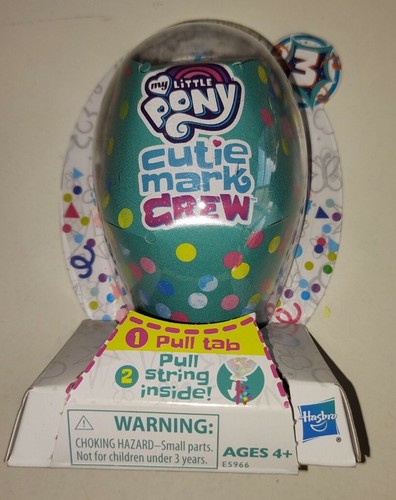 3
my LITTLE
PONY
cutie
mark
CREW™
1 Pull tab
Pull
2 string
inside!
⚠ WARNING:
CHOKING HAZARD–Small parts.
Not for children under 3 years.
AGES 4+
E5966
Hasbro